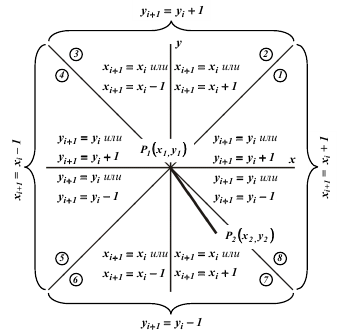 y_{i+1} = y_i + 1
y
③ ②
④ ①
x_{i+1} = x_i или x_{i+1} = x_i или
x_{i+1} = x_i - 1 x_{i+1} = x_i + 1
P_1(x_1,y_1)
y_{i+1} = y_i или y_{i+1} = y_i или
y_{i+1} = y_i + 1 y_{i+1} = y_i + 1 x
x_{i+1} = x_i - 1
x_{i+1} = x_i + 1
y_{i+1} = y_i или y_{i+1} = y_i или
y_{i+1} = y_i - 1 y_{i+1} = y_i - 1
P_2(x_2,y_2)
⑤ x_{i+1} = x_i или x_{i+1} = x_i или ⑧
⑥ x_{i+1} = x_i - 1 x_{i+1} = x_i + 1 ⑦
y_{i+1} = y_i - 1